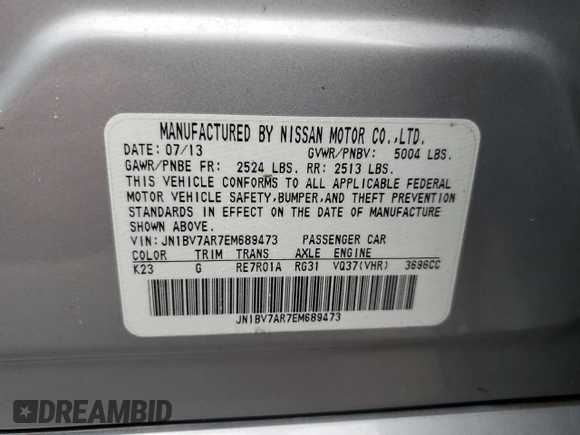 MANUFACTURED BY NISSAN MOTOR CO.,LTD.
DATE: 07/13 GVWR/PNBV: 5004 LBS.
GAWR/PNBE FR: 2524 LBS. RR: 2513 LBS.
THIS VEHICLE CONFORMS TO ALL APPLICABLE FEDERAL
MOTOR VEHICLE SAFETY,BUMPER,AND THEFT PREVENTION
STANDARDS IN EFFECT ON THE DATE OF MANUFACTURE
SHOWN ABOVE.
VIN: JN1BV7AR7EM689473 PASSENGER CAR
COLOR TRIM TRANS AXLE ENGINE
K23 G RE7R01A RG31 VQ37(VHR) 3696CC
JN1BV7AR7EM689473
DREAMBID